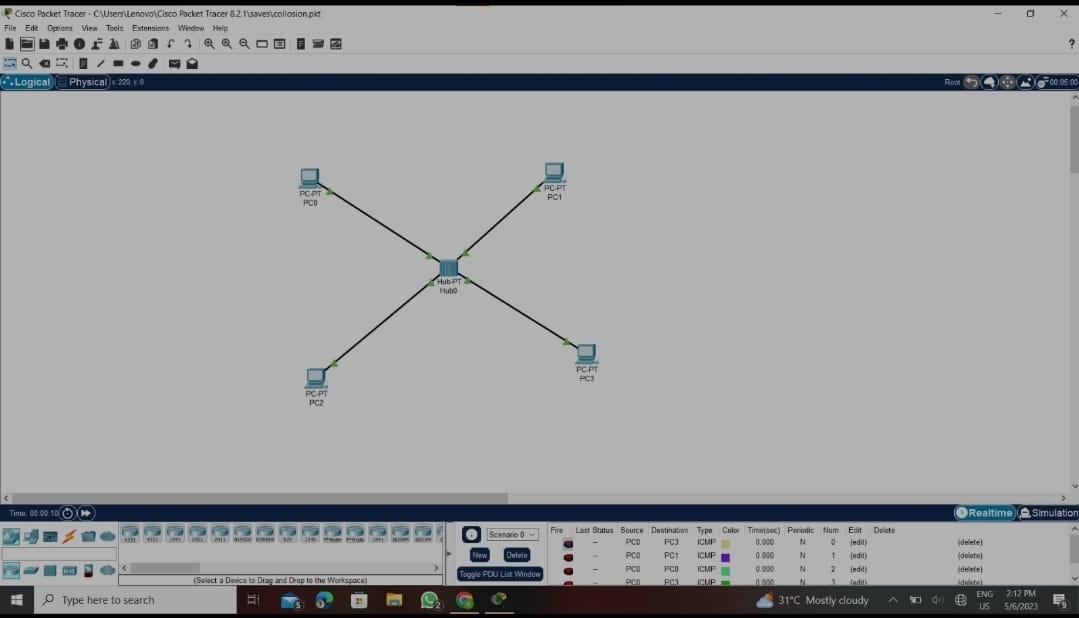 Cisco Packet Tracer - C:\Users\Lenovo\Cisco Packet Tracer 8.2.1\saves\collosion.pkt
File Edit Options View Tools Extensions Window Help
?
Logical Physical x: 220, y: 0 Root 00:05:00
PC-PT
PC0
PC-PT
PC1
Hub-PT
Hub0
PC-PT
PC3
PC-PT
PC2
Time: 00:00:10 Realtime Simulation
4331 4321 1941 2901 2911 819HGW 829 1240 1841 2620XM 2621XM
Scenario 0
New Delete
Toggle PDU List Window
(Select a Device to Drag and Drop to the Workspace)
Fire Last Status Source Destination Type Color Time(sec) Periodic Num Edit Delete
-- PC0 PC3 ICMP 0.000 N 0 (edit) (delete)
-- PC0 PC1 ICMP 0.000 N 1 (edit) (delete)
-- PC0 PC0 ICMP 0.000 N 2 (edit) (delete)
-- PC0 PC3 ICMP 0.000 N 3 (edit) (delete)
Type here to search
5
2
31°C Mostly cloudy
ENG
US
2:12 PM
5/6/2023
9